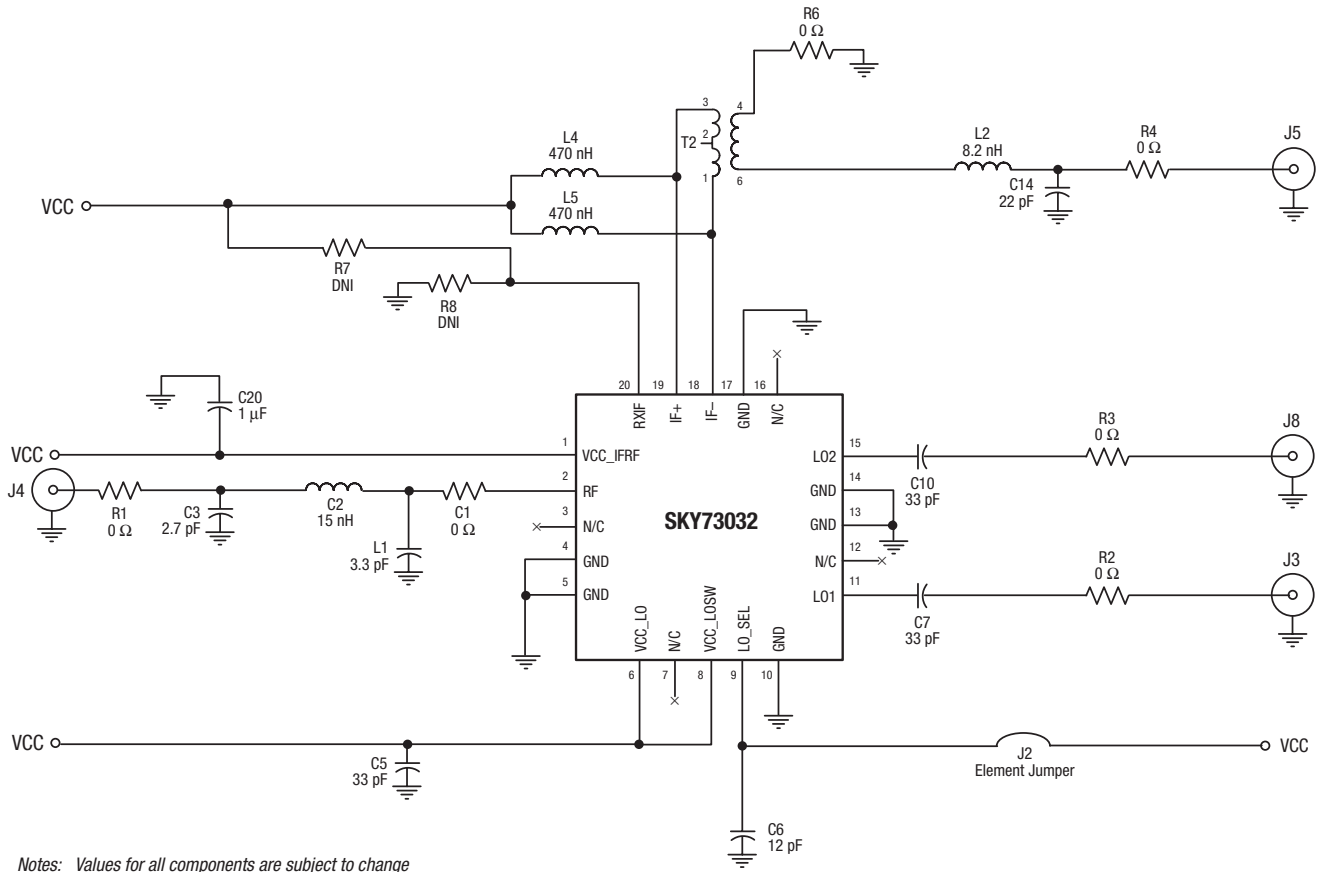 R6
0 Ω
3
4
T2
2
1
6
L4
470 nH
L2
8.2 nH
R4
0 Ω
J5
C14
22 pF
VCC
L5
470 nH
R7
DNI
R8
DNI
20
19
18
17
16
RXIF
IF+
IF–
GND
N/C
C20
1 μF
VCC
1
VCC_IFRF
J4
R1
0 Ω
C3
2.7 pF
C2
15 nH
L1
3.3 pF
C1
0 Ω
2
RF
3
N/C
4
GND
5
GND
SKY73032
15
LO2
14
GND
13
GND
12
N/C
11
LO1
C10
33 pF
R3
0 Ω
J8
C7
33 pF
R2
0 Ω
J3
VCC_LO
N/C
VCC_LOSW
LO_SEL
GND
6
7
8
9
10
VCC
C5
33 pF
J2
Element Jumper
VCC
C6
12 pF
Notes: Values for all components are subject to change